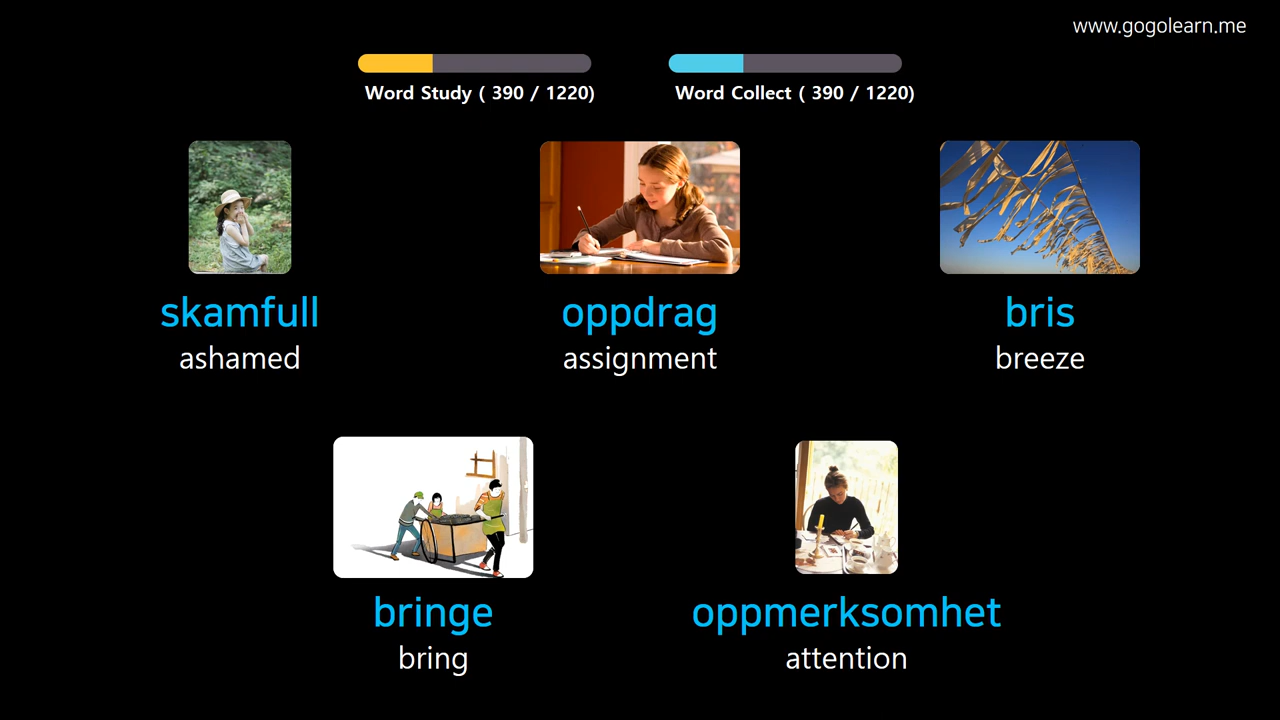 www.gogolearn.me
Word Study ( 390 / 1220)
Word Collect ( 390 / 1220)
skamfull
ashamed
oppdrag
assignment
bris
breeze
bringe
bring
oppmerksomhet
attention